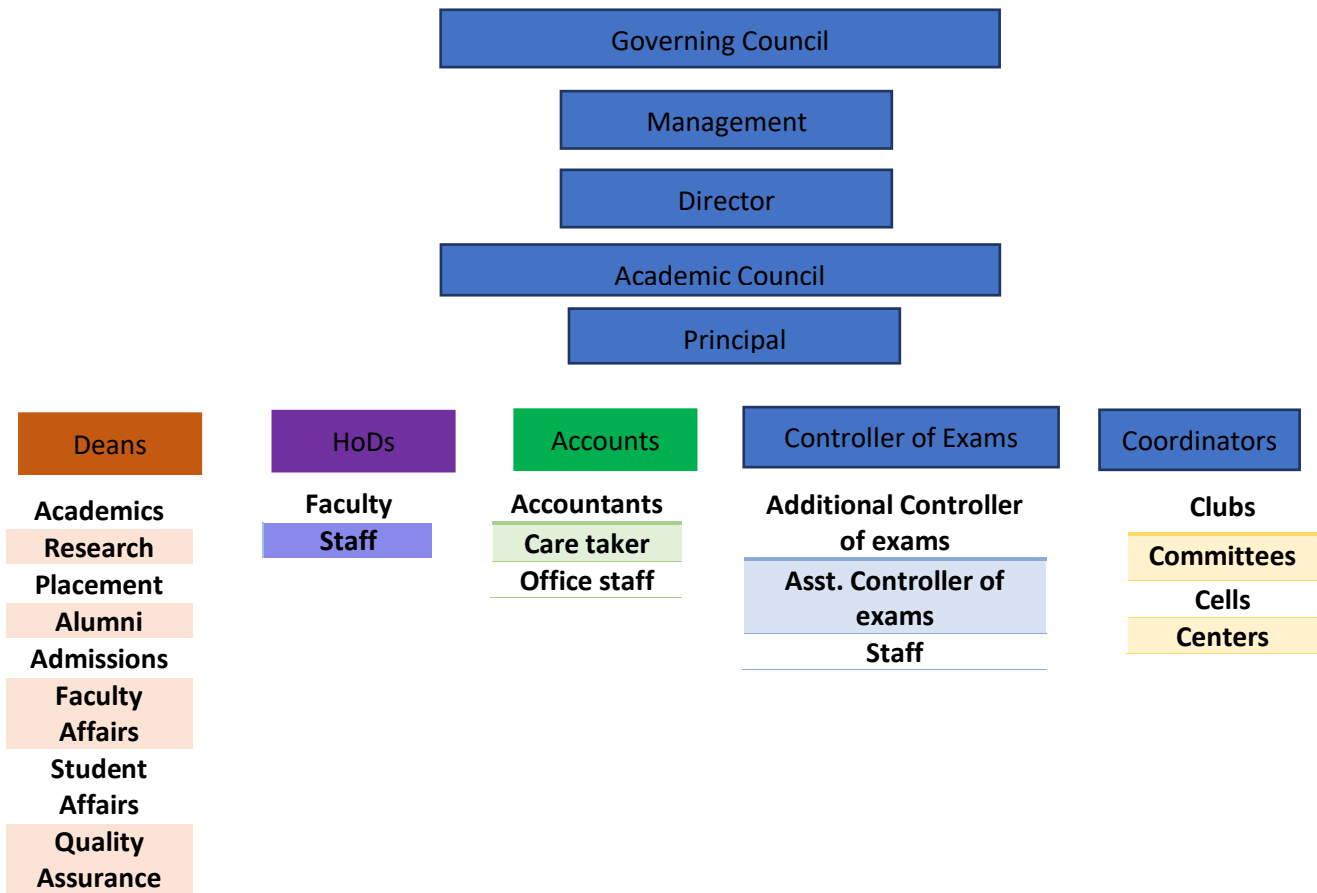 Governing Council
Management
Director
Academic Council
Principal
Deans
Academics
Research
Placement
Alumni
Admissions
Faculty
Affairs
Student
Affairs
Quality
Assurance
HoDs
Faculty
Staff
Accounts
Accountants
Care taker
Office staff
Controller of Exams
Additional Controller
of exams
Asst. Controller of
exams
Staff
Coordinators
Clubs
Committees
Cells
Centers